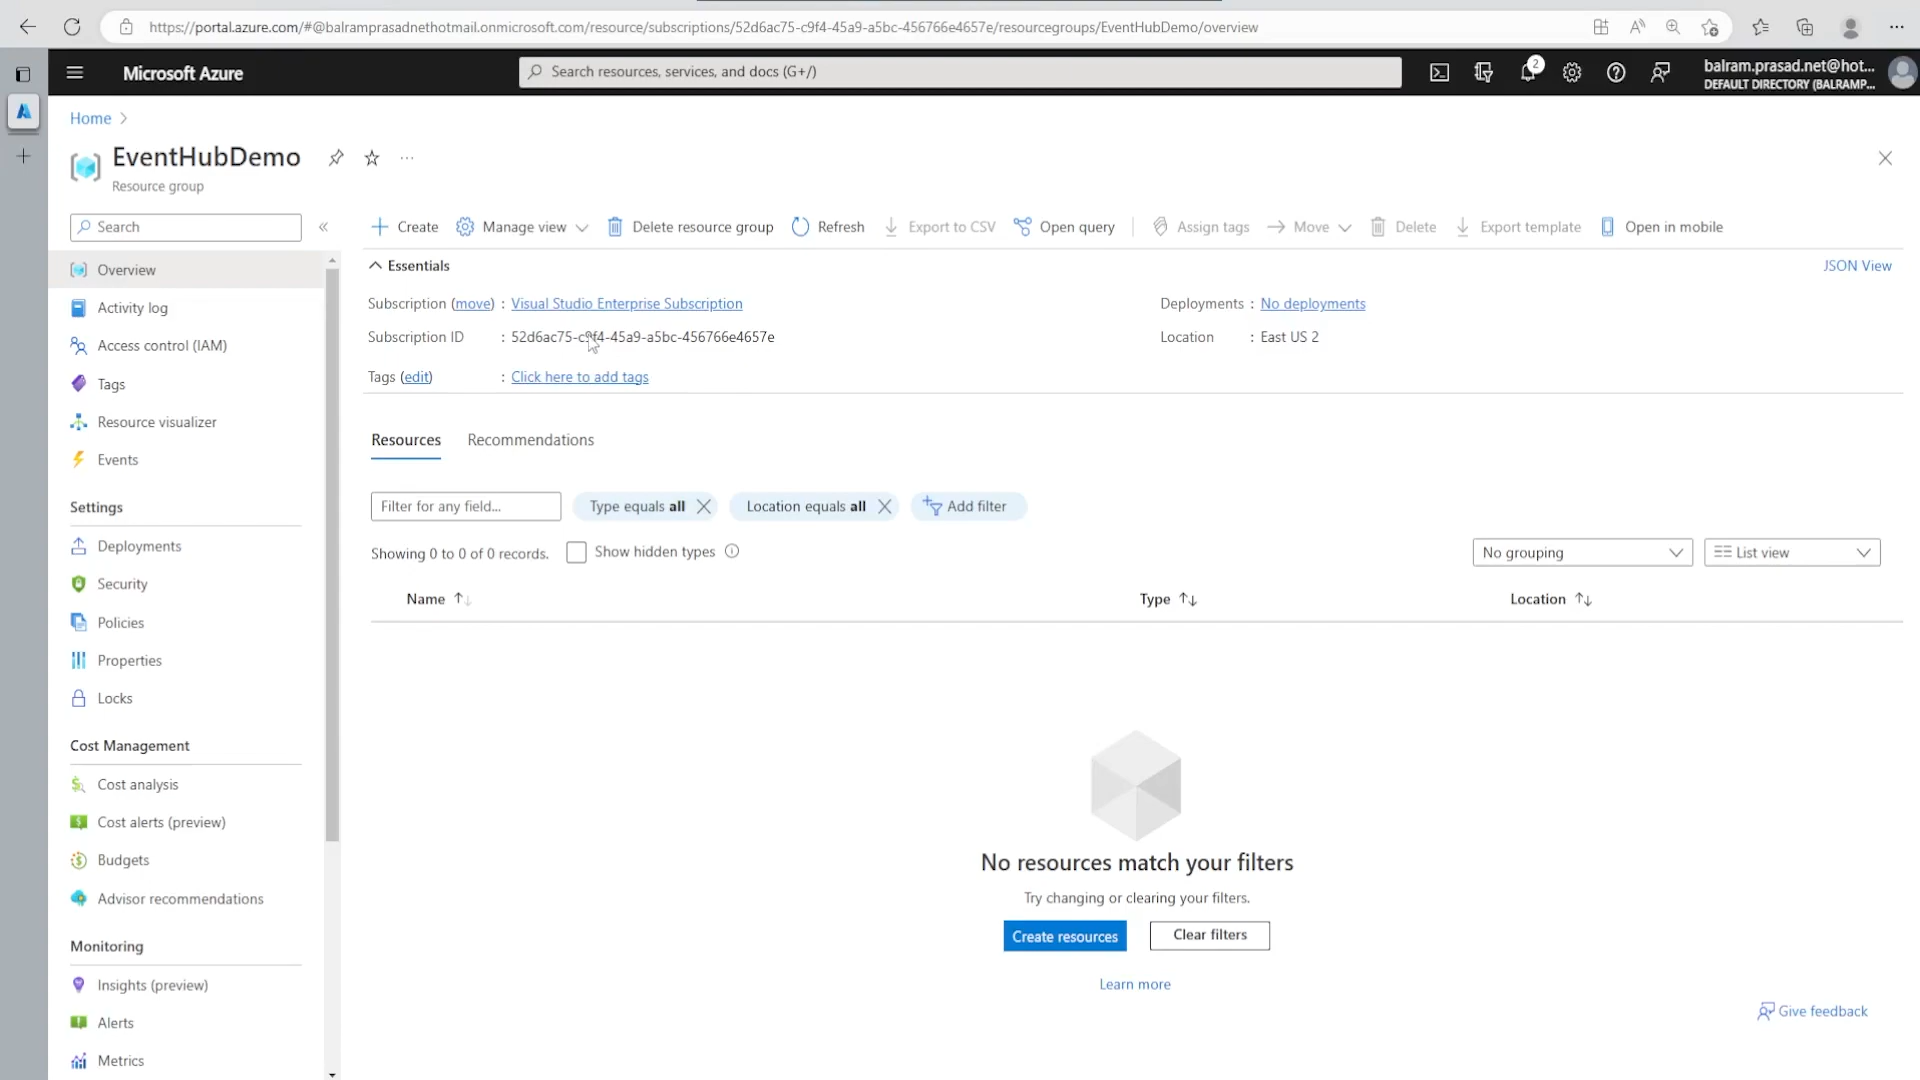 https://portal.azure.com/#@balramprasadnethotmail.onmicrosoft.com/resource/subscriptions/52d6ac75-c9f4-45a9-a5bc-456766e4657e/resourcegroups/EventHubDemo/overview
Microsoft Azure
Search resources, services, and docs (G+/)
2
balram.prasad.net@hot...
DEFAULT DIRECTORY (BALRAMP...
Home
EventHubDemo
Resource group
Search
Create
Manage view
Delete resource group
Refresh
Export to CSV
Open query
Assign tags
Move
Delete
Export template
Open in mobile
Overview
Activity log
Access control (IAM)
Tags
Resource visualizer
Events
Settings
Deployments
Security
Policies
Properties
Locks
Cost Management
Cost analysis
Cost alerts (preview)
Budgets
Advisor recommendations
Monitoring
Insights (preview)
Alerts
Metrics
Essentials
JSON View
Subscription (move) : Visual Studio Enterprise Subscription
Deployments : No deployments
Subscription ID : 52d6ac75-c9f4-45a9-a5bc-456766e4657e
Location : East US 2
Tags (edit) : Click here to add tags
Resources Recommendations
Filter for any field...
Type equals all
Location equals all
Add filter
Showing 0 to 0 of 0 records.
Show hidden types
No grouping
List view
Name
Type
Location
No resources match your filters
Try changing or clearing your filters.
Create resources
Clear filters
Learn more
Give feedback